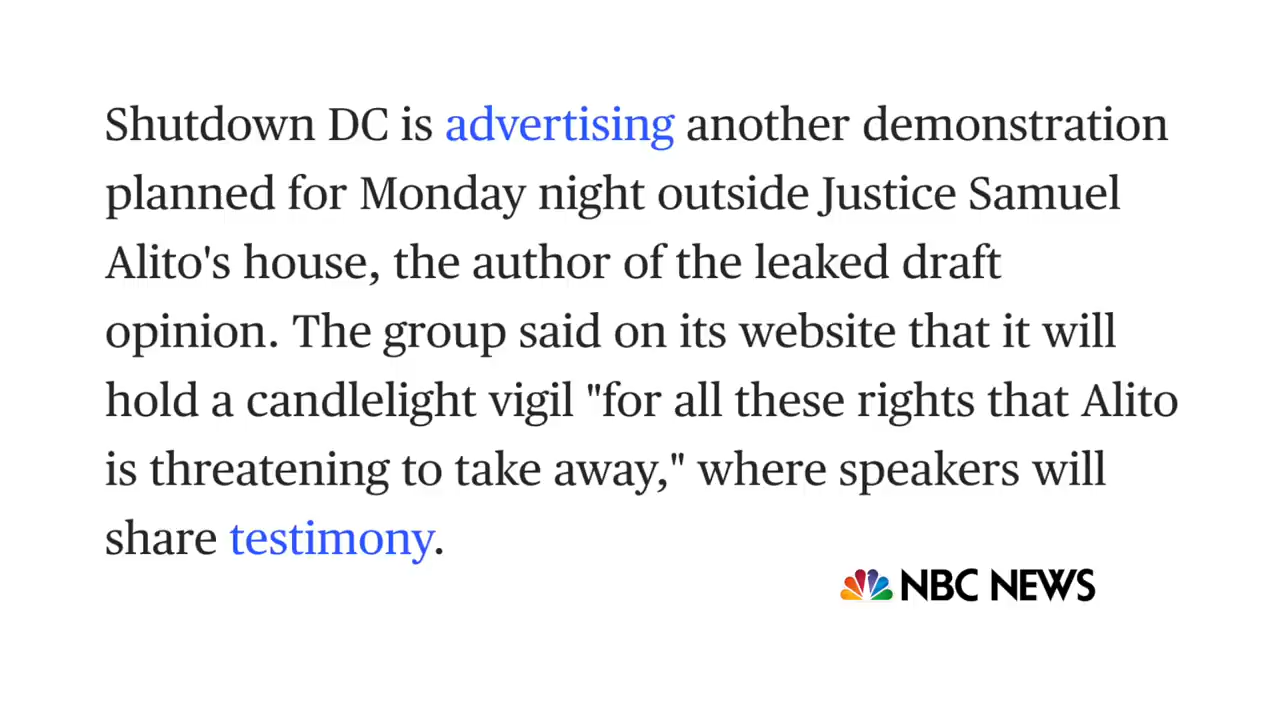 Shutdown DC is advertising another demonstration
planned for Monday night outside Justice Samuel
Alito's house, the author of the leaked draft
opinion. The group said on its website that it will
hold a candlelight vigil "for all these rights that Alito
is threatening to take away," where speakers will
share testimony.
NBC NEWS